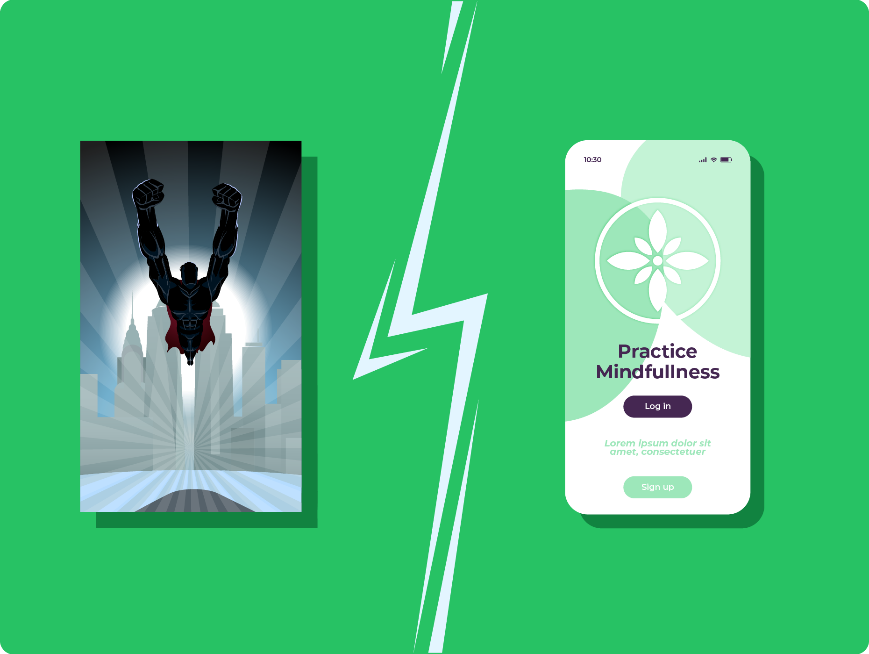 10:30
Practice
Mindfullness
Log In
Lorem ipsum dolor sit
amet, consectetuer
Sign up